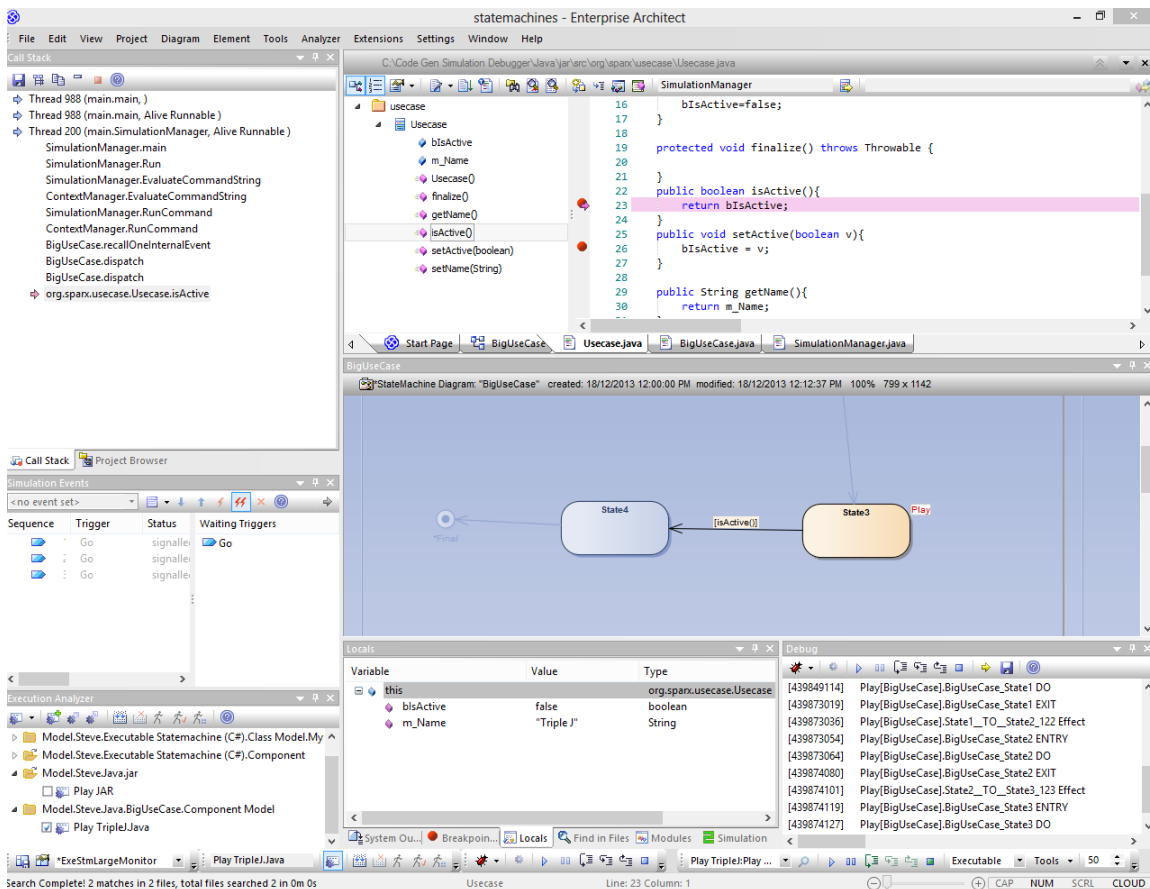 statemachines - Enterprise Architect
File Edit View Project Diagram Element Tools Analyzer Extensions Settings Window Help
Call Stack
Thread 988 (main.main, )
Thread 988 (main.main, Alive Runnable )
Thread 200 (main.SimulationManager, Alive Runnable )
SimulationManager.main
SimulationManager.Run
SimulationManager.EvaluateCommandString
ContextManager.EvaluateCommandString
SimulationManager.RunCommand
ContextManager.RunCommand
BigUseCase.recallOneInternalEvent
BigUseCase.dispatch
BigUseCase.dispatch
org.sparx.usecase.Usecase.isActive
Call Stack Project Browser
C:\Code Gen Simulation Debugger\Java\jar\src\org\sparx\usecase\Usecase.java
SimulationManager
usecase
Usecase
bIsActive
m_Name
Usecase()
finalize()
getName()
isActive()
setActive(boolean)
setName(String)
16 bIsActive=false;
17 }
18
19 protected void finalize() throws Throwable {
20
21 }
22 public boolean isActive(){
23 return bIsActive;
24 }
25 public void setActive(boolean v){
26 bIsActive = v;
27 }
28
29 public String getName(){
30 return m_Name;
Start Page BigUseCase Usecase.java BigUseCase.java SimulationManager.java
BigUseCase
*StateMachine Diagram: "BigUseCase" created: 18/12/2013 12:00:00 PM modified: 18/12/2013 12:12:37 PM 100% 799 x 1142
State4
State3
Play
[isActive()]
*Final
Simulation Events
<no event set>
Sequence Trigger Status Waiting Triggers
Go signalle Go
Go signalle
Go signalle
Execution Analyzer
Model.Steve.Executable Statemachine (C#).Class Model.My
Model.Steve.Executable Statemachine (C#).Component
Model.Steve.Java.jar
Play JAR
Model.Steve.Java.BigUseCase.Component Model
Play TripleJJava
Locals
Variable Value Type
this org.sparx.usecase.Usecase
bIsActive false boolean
m_Name "Triple J" String
System Ou... Breakpoin... Locals Find in Files Modules Simulation
Debug
[439849114] Play[BigUseCase].BigUseCase_State1 DO
[439873019] Play[BigUseCase].BigUseCase_State1 EXIT
[439873036] Play[BigUseCase].State1__TO__State2_122 Effect
[439873054] Play[BigUseCase].BigUseCase_State2 ENTRY
[439873064] Play[BigUseCase].BigUseCase_State2 DO
[439874080] Play[BigUseCase].BigUseCase_State2 EXIT
[439874101] Play[BigUseCase].State2__TO__State3_123 Effect
[439874119] Play[BigUseCase].BigUseCase_State3 ENTRY
[439874127] Play[BigUseCase].BigUseCase_State3 DO
*ExeStmLargeMonitor Play TripleJ.Java Play TripleJ:Play ... Executable Tools 50
Search Complete! 2 matches in 2 files, total files searched 2 in 0m 0s Usecase Line: 23 Column: 1 CAP NUM SCRL CLOUD